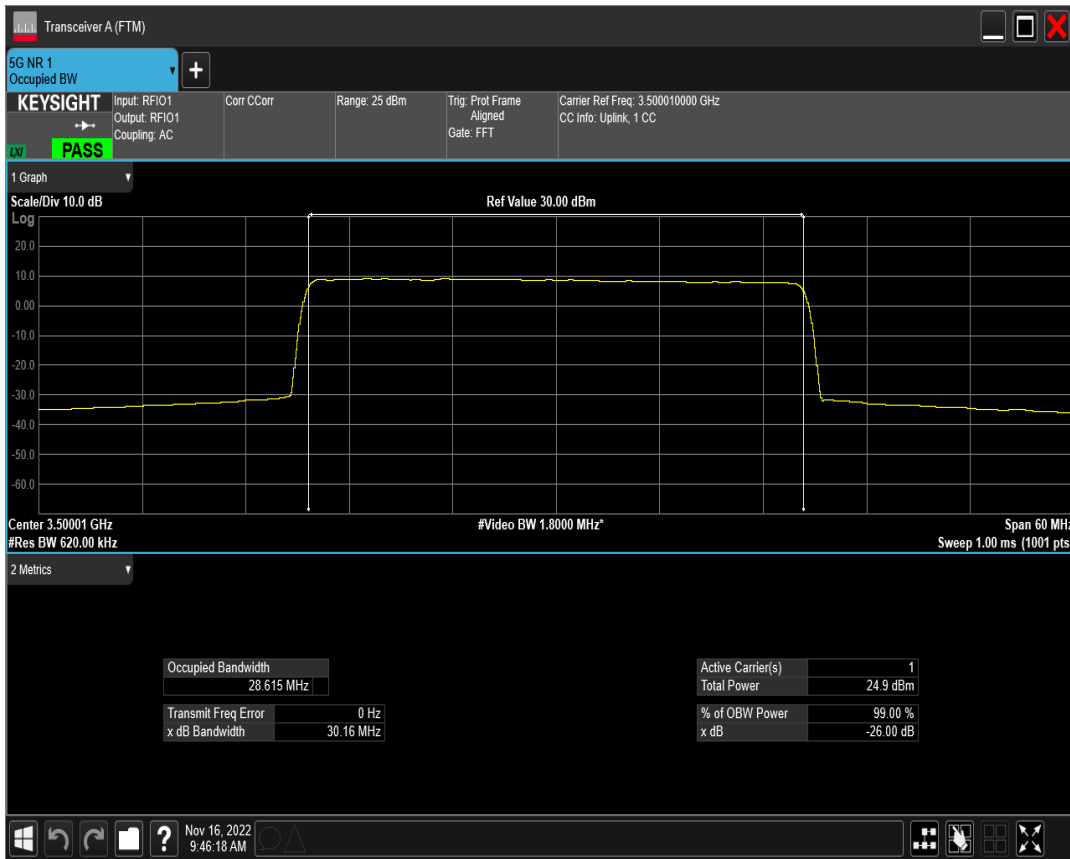 Transceiver A (FTM)
5G NR 1
Occupied BW
+
KEYSIGHT
LXI
PASS
Input: RFIO1
Output: RFIO1
Coupling: AC
Corr CCorr
Range: 25 dBm
Trig: Prot Frame
Aligned
Gate: FFT
Carrier Ref Freq: 3.500010000 GHz
CC Info: Uplink, 1 CC
1 Graph
Scale/Div 10.0 dB
Ref Value 30.00 dBm
Log
20.0
10.0
0.00
-10.0
-20.0
-30.0
-40.0
-50.0
-60.0
Center 3.50001 GHz
#Video BW 1.8000 MHz*
Span 60 MHz
#Res BW 620.00 kHz
Sweep 1.00 ms (1001 pts
2 Metrics
Occupied Bandwidth
28.615 MHz
Transmit Freq Error 0 Hz
x dB Bandwidth 30.16 MHz
Active Carrier(s) 1
Total Power 24.9 dBm
% of OBW Power 99.00 %
x dB -26.00 dB
?
Nov 16, 2022
9:46:18 AM